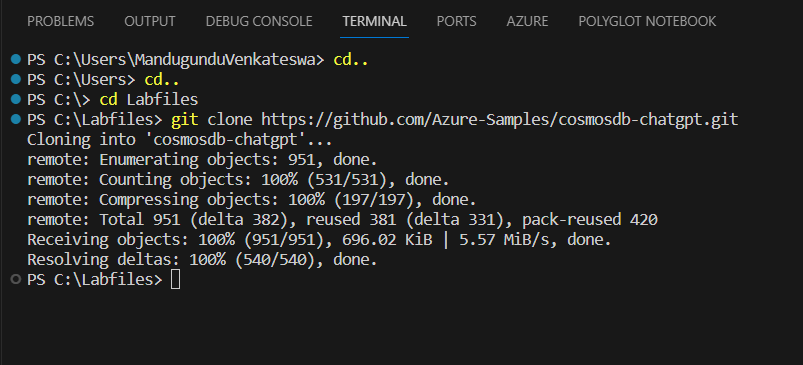 PROBLEMS OUTPUT DEBUG CONSOLE TERMINAL PORTS AZURE POLYGLOT NOTEBOOK
PS C:\Users\MandugunduVenkateswa> cd..
PS C:\Users> cd..
PS C:\> cd Labfiles
PS C:\Labfiles> git clone https://github.com/Azure-Samples/cosmosdb-chatgpt.git
Cloning into 'cosmosdb-chatgpt'...
remote: Enumerating objects: 951, done.
remote: Counting objects: 100% (531/531), done.
remote: Compressing objects: 100% (197/197), done.
remote: Total 951 (delta 382), reused 381 (delta 331), pack-reused 420
Receiving objects: 100% (951/951), 696.02 KiB | 5.57 MiB/s, done.
Resolving deltas: 100% (540/540), done.
PS C:\Labfiles>